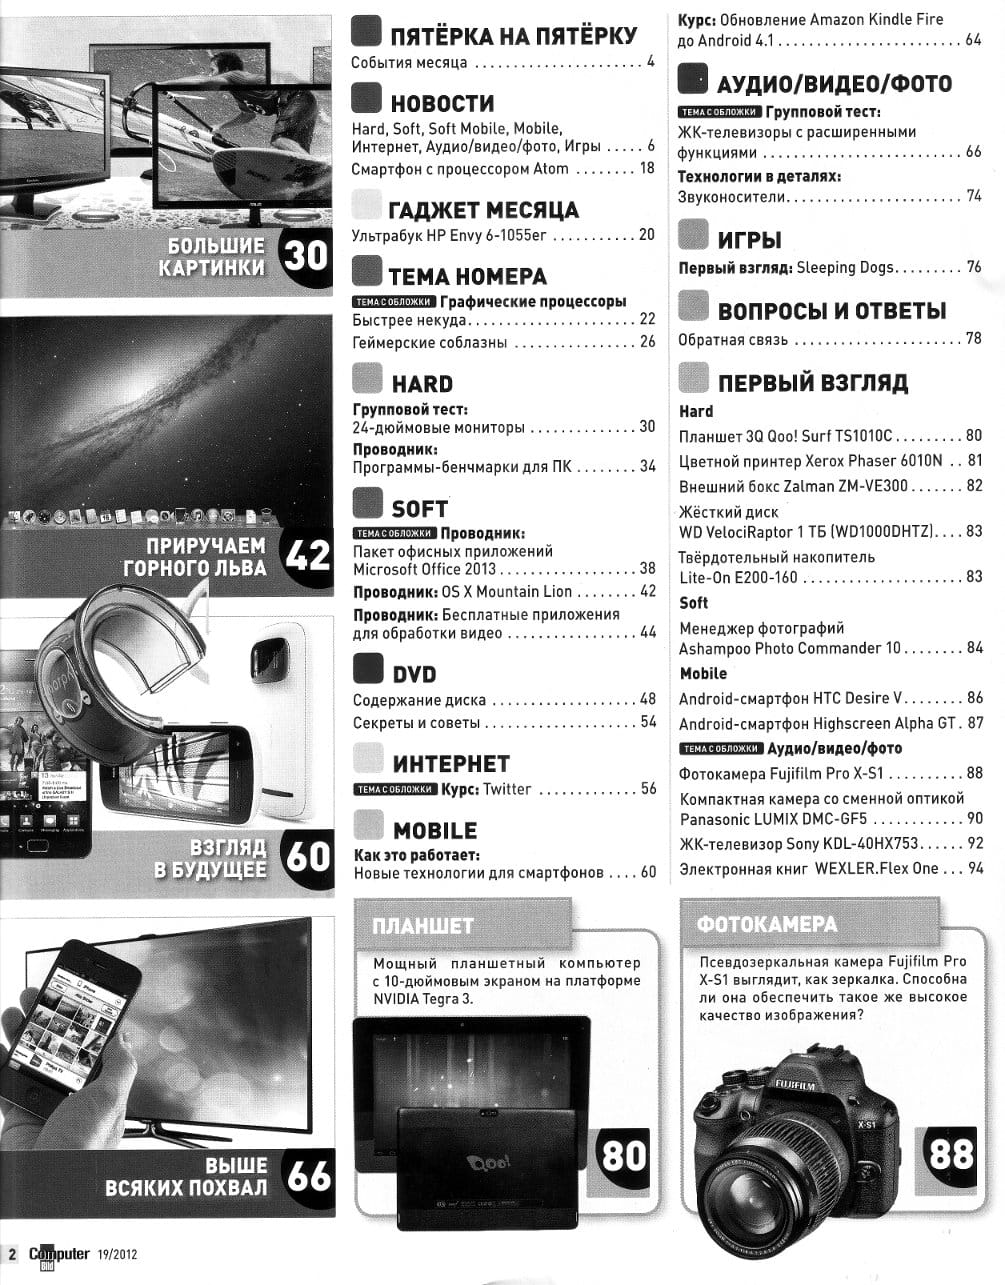 БОЛЬШИЕ
КАРТИНКИ
30
ПРИРУЧАЕМ
ГОРНОГО ЛЬВА
42
ВЗГЛЯД
В БУДУЩЕЕ
60
ВЫШЕ
ВСЯКИХ ПОХВАЛ
66
ПЯТЁРКА НА ПЯТЁРКУ
События месяца ...................... 4
НОВОСТИ
Hard, Soft, Soft Mobile, Mobile,
Интернет, Аудио/видео/фото, Игры ..... 6
Смартфон с процессором Atom ........ 18
ГАДЖЕТ МЕСЯЦА
Ультрабук HP Envy 6-1055er ........... 20
ТЕМА НОМЕРА
ТЕМА С ОБЛОЖКИ Графические процессоры
Быстрее некуда...................... 22
Геймерские соблазны ................ 26
HARD
Групповой тест:
24-дюймовые мониторы .............. 30
Проводник:
Программы-бенчмарки для ПК ........ 34
SOFT
ТЕМА С ОБЛОЖКИ Проводник:
Пакет офисных приложений
Microsoft Office 2013.................. 38
Проводник: OS X Mountain Lion ........ 42
Проводник: Бесплатные приложения
для обработки видео ................. 44
DVD
Содержание диска ................... 48
Секреты и советы .................... 54
ИНТЕРНЕТ
ТЕМА С ОБЛОЖКИ Курс: Twitter ............. 56
MOBILE
Как это работает:
Новые технологии для смартфонов .... 60
Курс: Обновление Amazon Kindle Fire
до Android 4.1 ........................ 64
АУДИО/ВИДЕО/ФОТО
ТЕМА С ОБЛОЖКИ Групповой тест:
ЖК-телевизоры с расширенными
функциями .......................... 66
Технологии в деталях:
Звуконосители....................... 74
ИГРЫ
Первый взгляд: Sleeping Dogs......... 76
ВОПРОСЫ И ОТВЕТЫ
Обратная связь ...................... 78
ПЕРВЫЙ ВЗГЛЯД
Hard
Планшет 3Q Qoo! Surf TS1010C ......... 80
Цветной принтер Xerox Phaser 6010N .. 81
Внешний бокс Zalman ZM-VE300 ....... 82
Жёсткий диск
WD VelociRaptor 1 ТБ (WD1000DHTZ).... 83
Твёрдотельный накопитель
Lite-On E200-160 ..................... 83
Soft
Менеджер фотографий
Ashampoo Photo Commander 10 ........ 84
Mobile
Android-смартфон HTC Desire V........ 86
Android-смартфон Highscreen Alpha GT . 87
ТЕМА С ОБЛОЖКИ Аудио/видео/фото
Фотокамера Fujifilm Pro X-S1 .......... 88
Компактная камера со сменной оптикой
Panasonic LUMIX DMC-GF5 ............ 90
ЖК-телевизор Sony KDL-40HX753...... 92
Электронная книг WEXLER.Flex One ... 94
ПЛАНШЕТ
Мощный планшетный компьютер
с 10-дюймовым экраном на платформе
NVIDIA Tegra 3.
Qoo!
80
ФОТОКАМЕРА
Псевдозеркальная камера Fujifilm Pro
X-S1 выглядит, как зеркалка. Способна
ли она обеспечить такое же высокое
качество изображения?
FUJIFILM
X-S1
88
2 Computer Bild 19/2012